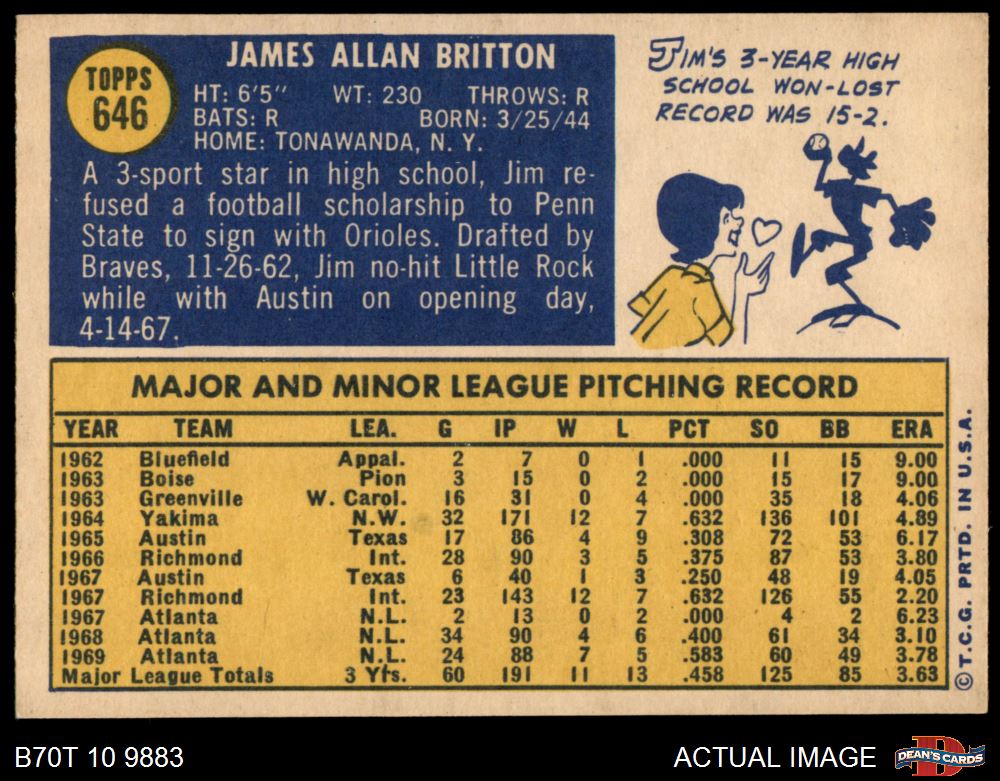 TOPPS
646
JAMES ALLAN BRITTON
HT: 6'5" WT: 230 THROWS: R
BATS: R BORN: 3/25/44
HOME: TONAWANDA, N. Y.
A 3-sport star in high school, Jim re-
fused a football scholarship to Penn
State to sign with Orioles. Drafted by
Braves, 11-26-62, Jim no-hit Little Rock
while with Austin on opening day,
4-14-67.
JIM'S 3-YEAR HIGH
SCHOOL WON-LOST
RECORD WAS 15-2.
MAJOR AND MINOR LEAGUE PITCHING RECORD
YEAR TEAM LEA. G IP W L PCT SO BB ERA
1962 Bluefield Appal. 2 7 0 1 .000 11 15 9.00
1963 Boise Pion 3 15 0 2 .000 15 17 9.00
1963 Greenville W. Carol. 16 31 0 4 .000 35 18 4.06
1964 Yakima N.W. 32 171 12 7 .632 136 101 4.89
1965 Austin Texas 17 86 4 9 .308 72 53 6.17
1966 Richmond Int. 28 90 3 5 .375 87 53 3.80
1967 Austin Texas 6 40 1 3 .250 48 19 4.05
1967 Richmond Int. 23 143 12 7 .632 126 55 2.20
1967 Atlanta N.L. 2 13 0 2 .000 4 2 6.23
1968 Atlanta N.L. 34 90 4 6 .400 61 34 3.10
1969 Atlanta N.L. 24 88 7 5 .583 60 49 3.78
Major League Totals 3 Yrs. 60 191 11 13 .458 125 85 3.63
©T.C.G. PRTD. IN U.S.A.
B70T 10 9883
ACTUAL IMAGE
DEAN'S CARDS